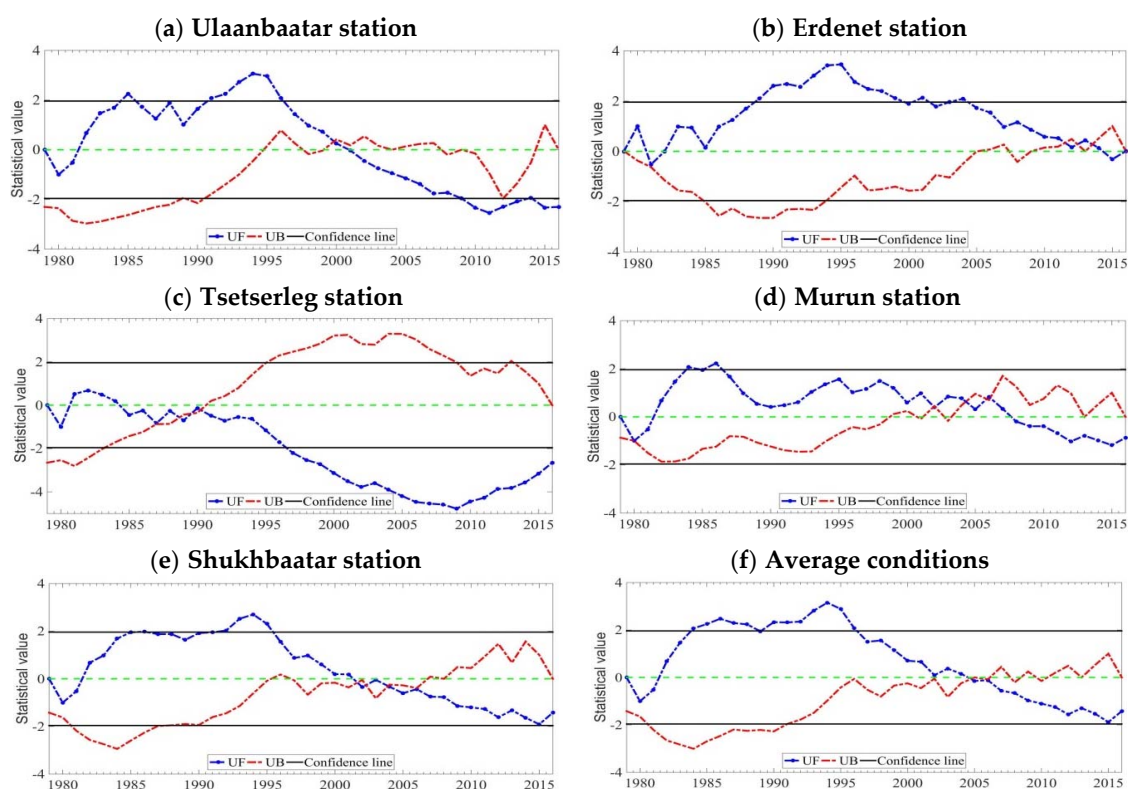 (a) Ulaanbaatar station
(b) Erdenet station
4
2
0
-2
-4
Statistical value
UF UB Confidence line
1980 1985 1990 1995 2000 2005 2010 2015
4
2
0
-2
-4
Statistical value
UF UB Confidence line
1980 1985 1990 1995 2000 2005 2010 2015
(c) Tsetserleg station
(d) Murun station
4
2
0
-2
-4
Statistical value
UF UB Confidence line
1980 1985 1990 1995 2000 2005 2010 2015
4
2
0
-2
-4
Statistical value
UF UB Confidence line
1980 1985 1990 1995 2000 2005 2010 2015
(e) Shukhbaatar station
(f) Average conditions
4
2
0
-2
-4
Statistical value
UF UB Confidence line
1980 1985 1990 1995 2000 2005 2010 2015
4
2
0
-2
-4
Statistical value
UF UB Confidence line
1980 1985 1990 1995 2000 2005 2010 2015